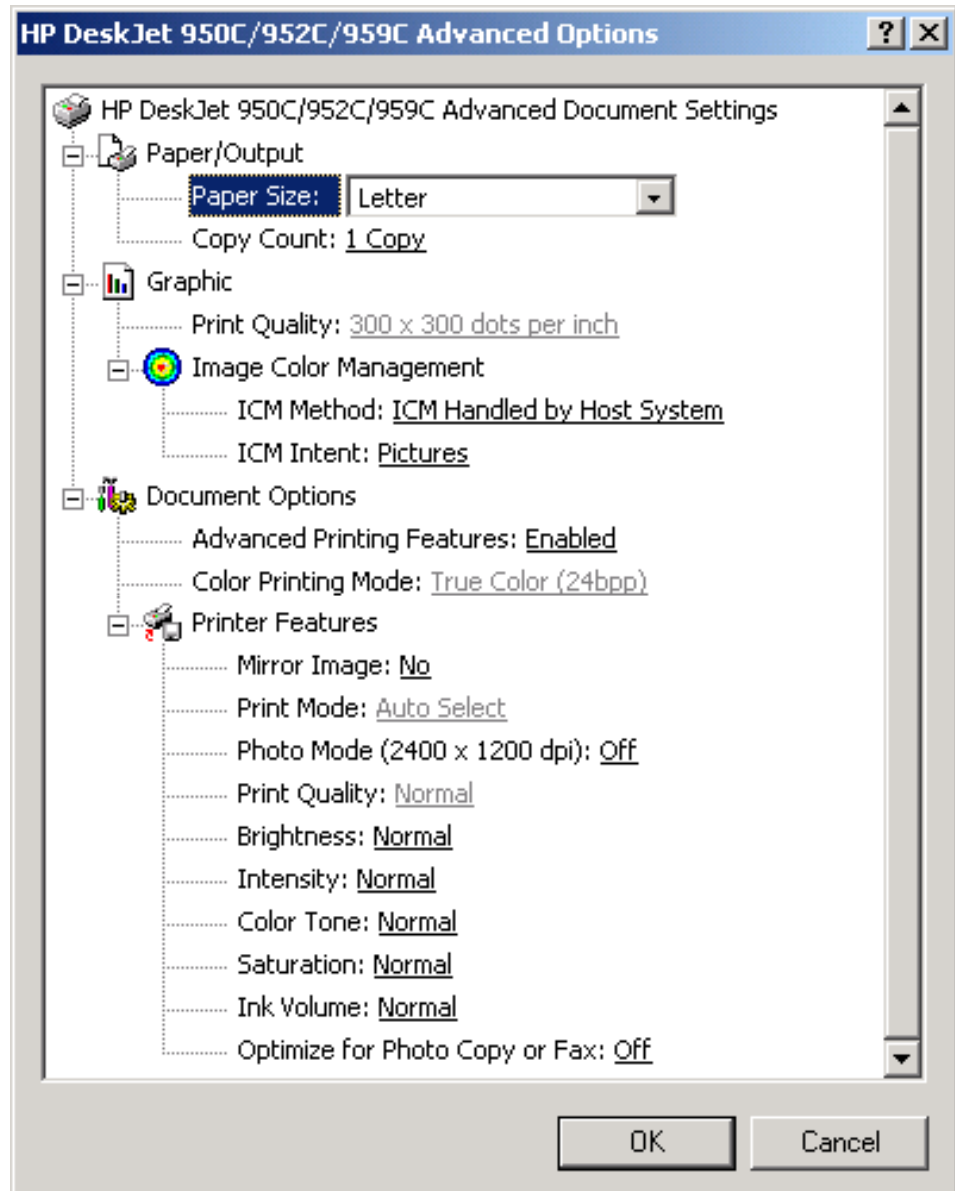 HP DeskJet 950C/952C/959C Advanced Options
HP DeskJet 950C/952C/959C Advanced Document Settings
Paper/Output
Paper Size: Letter
Copy Count: 1 Copy
Graphic
Print Quality: 300 x 300 dots per inch
Image Color Management
ICM Method: ICM Handled by Host System
ICM Intent: Pictures
Document Options
Advanced Printing Features: Enabled
Color Printing Mode: True Color (24bpp)
Printer Features
Mirror Image: No
Print Mode: Auto Select
Photo Mode (2400 x 1200 dpi): Off
Print Quality: Normal
Brightness: Normal
Intensity: Normal
Color Tone: Normal
Saturation: Normal
Ink Volume: Normal
Optimize for Photo Copy or Fax: Off
OK Cancel